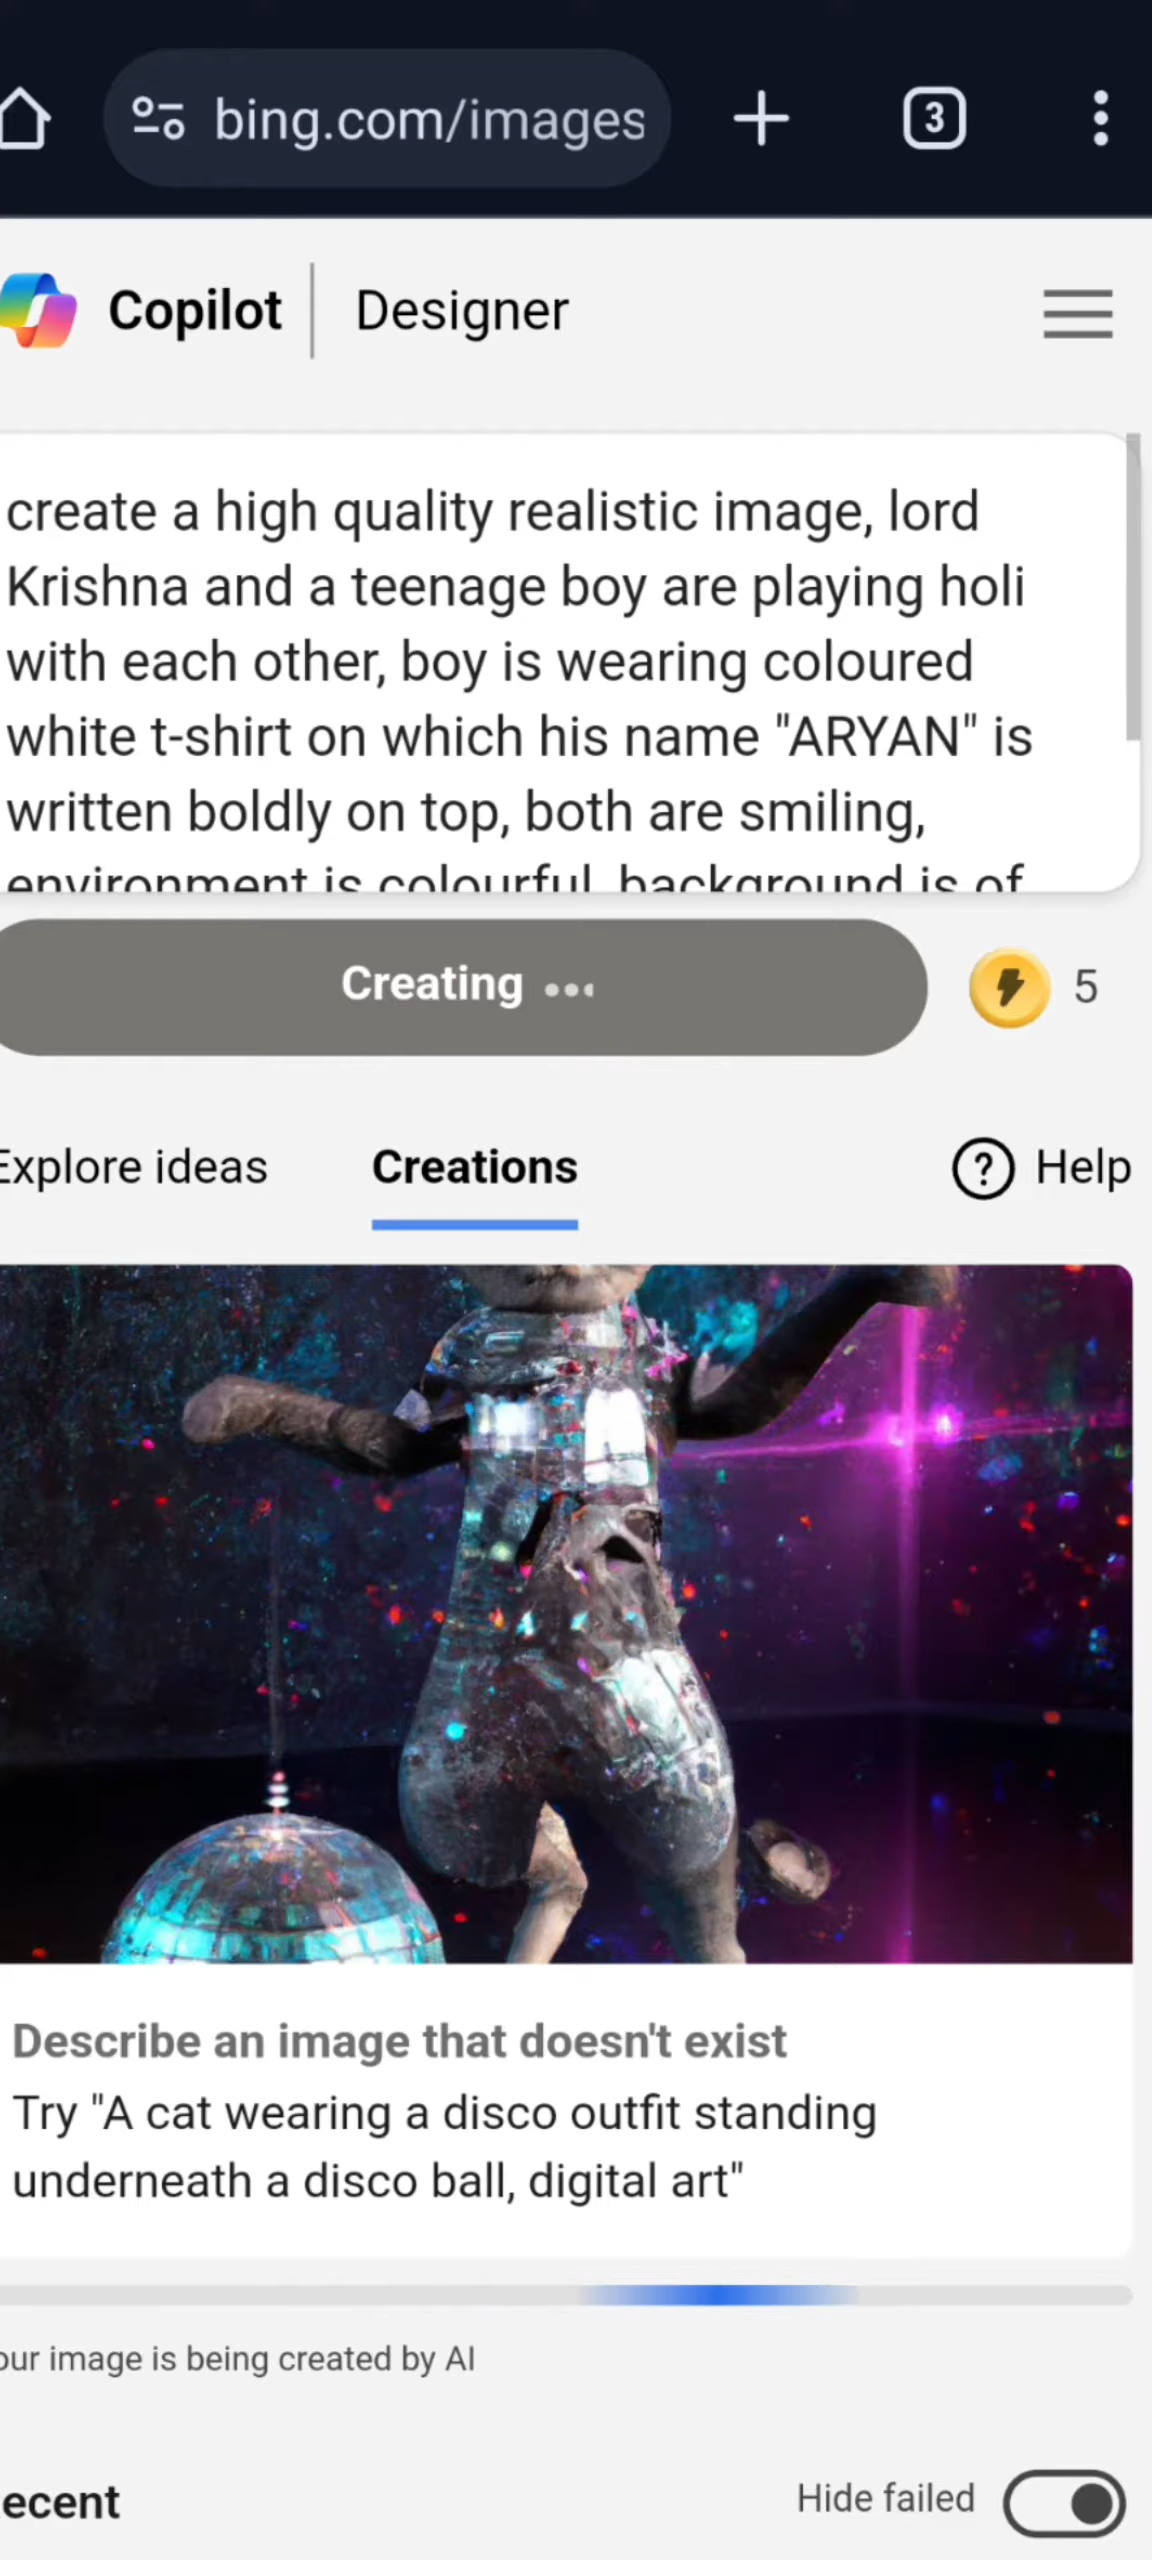 bing.com/images
3
Copilot | Designer
create a high quality realistic image, lord
Krishna and a teenage boy are playing holi
with each other, boy is wearing coloured
white t-shirt on which his name "ARYAN" is
written boldly on top, both are smiling,
environment is colourful, background is of
Creating
5
Explore ideas
Creations
Help
Describe an image that doesn't exist
Try "A cat wearing a disco outfit standing
underneath a disco ball, digital art"
our image is being created by AI
ecent
Hide failed